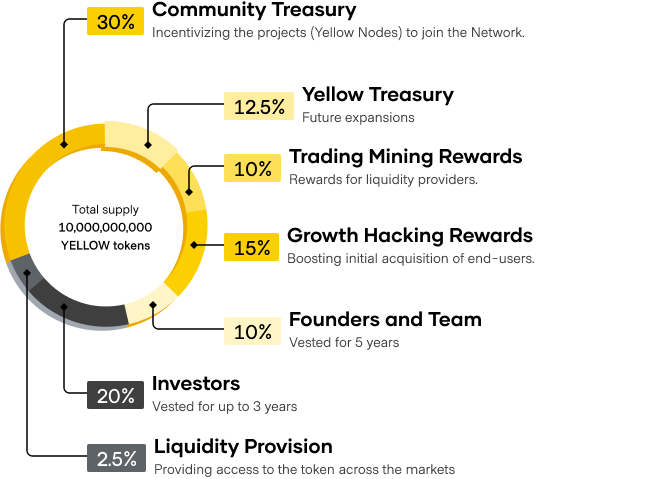 30%
Community Treasury
Incentivizing the projects (Yellow Nodes) to join the Network.
12.5%
Yellow Treasury
Future expansions
10%
Trading Mining Rewards
Rewards for liquidity providers.
Total supply
10,000,000,000
YELLOW tokens
15%
Growth Hacking Rewards
Boosting initial acquisition of end-users.
10%
Founders and Team
Vested for 5 years
20%
Investors
Vested for up to 3 years
2.5%
Liquidity Provision
Providing access to the token across the markets